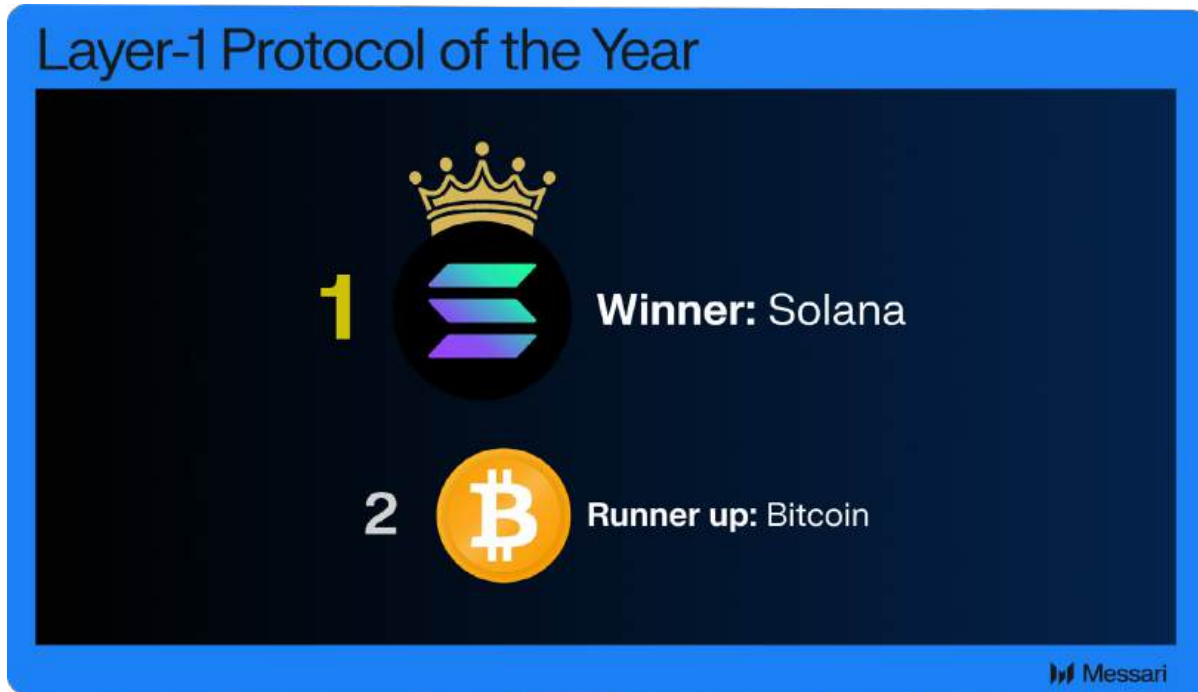 Layer-1 Protocol of the Year
1
Winner: Solana
2
Runner up: Bitcoin
Messari